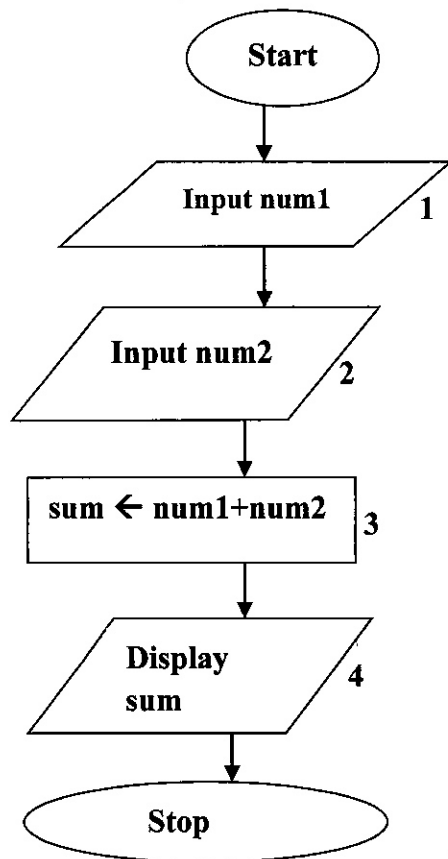 Start
Input num1
1
Input num2
2
sum ← num1+num2
3
Display
sum
4
Stop